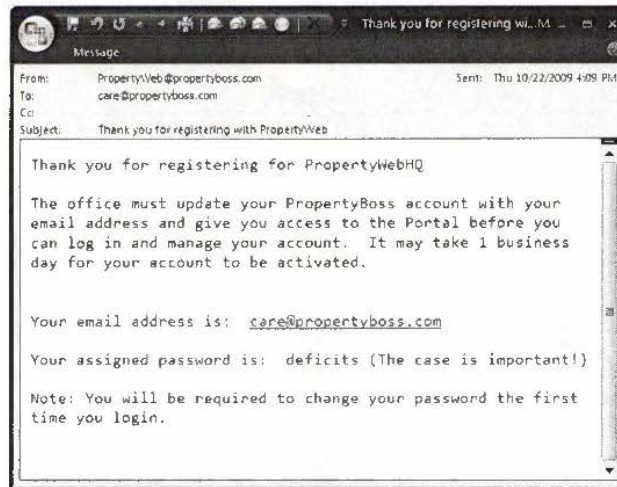 Thank you for registering wi... M
Message
From: PropertyWeb@propertyboss.com Sent: Thu 10/22/2009 4:09 PM
To: care@propertyboss.com
Cc:
Subject: Thank you for registering with PropertyWeb
Thank you for registering for PropertyWebHQ
The office must update your PropertyBoss account with your
email address and give you access to the Portal before you
can log in and manage your account. It may take 1 business
day for your account to be activated.
Your email address is: care@propertyboss.com
Your assigned password is: deficits (The case is important!)
Note: You will be required to change your password the first
time you login.